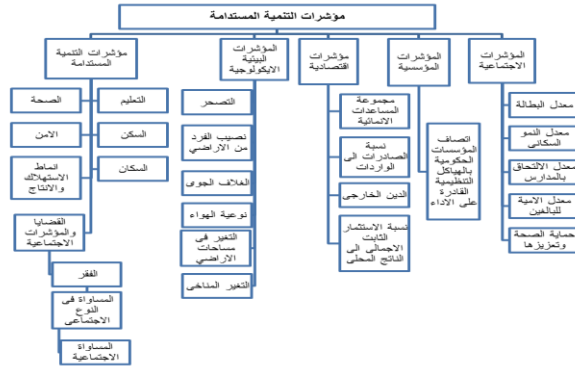 مؤشرات التنمية المستدامة
المؤشرات
الاجتماعية
معدل البطالة
معدل النمو
السكانى
معدل الالتحاق
بالمدارس
معدل الامية
للبالغين
حماية الصحة
وتعزيزها
المؤشرات
المؤسسية
اتصاف
المؤسسات
الحكومية
بالهياكل
التنظيمية
القادرة
على الاداء
مؤشرات
اقتصادية
مجموعة
المساعدات
الانمائية
نسبة
الصادرات الى
الواردات
الدين الخارجى
نسبة الاستثمار
الثابت
الاجمالى الى
الناتج المحلى
المؤشرات
البيئية
الايكولوجية
التصحر
نصيب الفرد
من الاراضي
الغلاف الجوى
نوعية الهواء
التغير فى
مساحات
الاراضي
التغير المناخى
مؤشرات التنمية
المستدامة
التعليم
الصحة
السكن
الامن
السكان
انماط
الاستهلاك
والانتاج
القضايا
والمؤشرات
الاجتماعية
الفقر
المساواة فى
النوع
الاجتماعى
المساواة
الاجتماعية